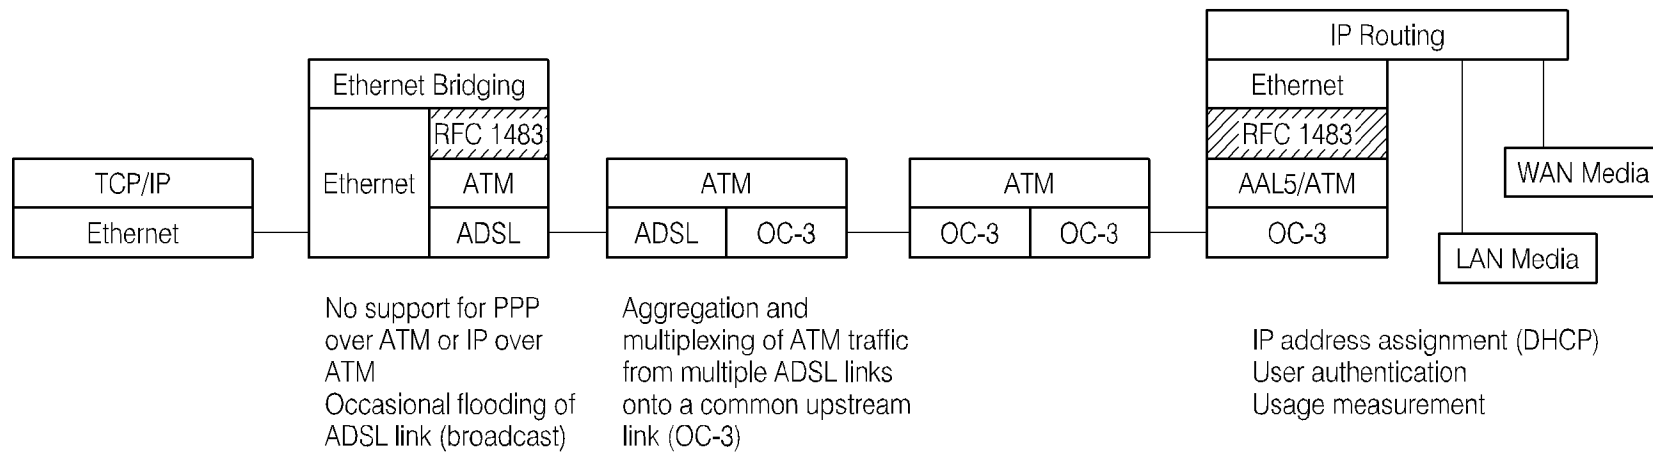 TCP/IP
Ethernet
Ethernet Bridging
Ethernet
RFC 1483
ATM
ADSL
No support for PPP
over ATM or IP over
ATM
Occasional flooding of
ADSL link (broadcast)
ATM
ADSL
OC-3
Aggregation and
multiplexing of ATM traffic
from multiple ADSL links
onto a common upstream
link (OC-3)
ATM
OC-3
OC-3
IP Routing
Ethernet
RFC 1483
AAL5/ATM
OC-3
WAN Media
LAN Media
IP address assignment (DHCP)
User authentication
Usage measurement